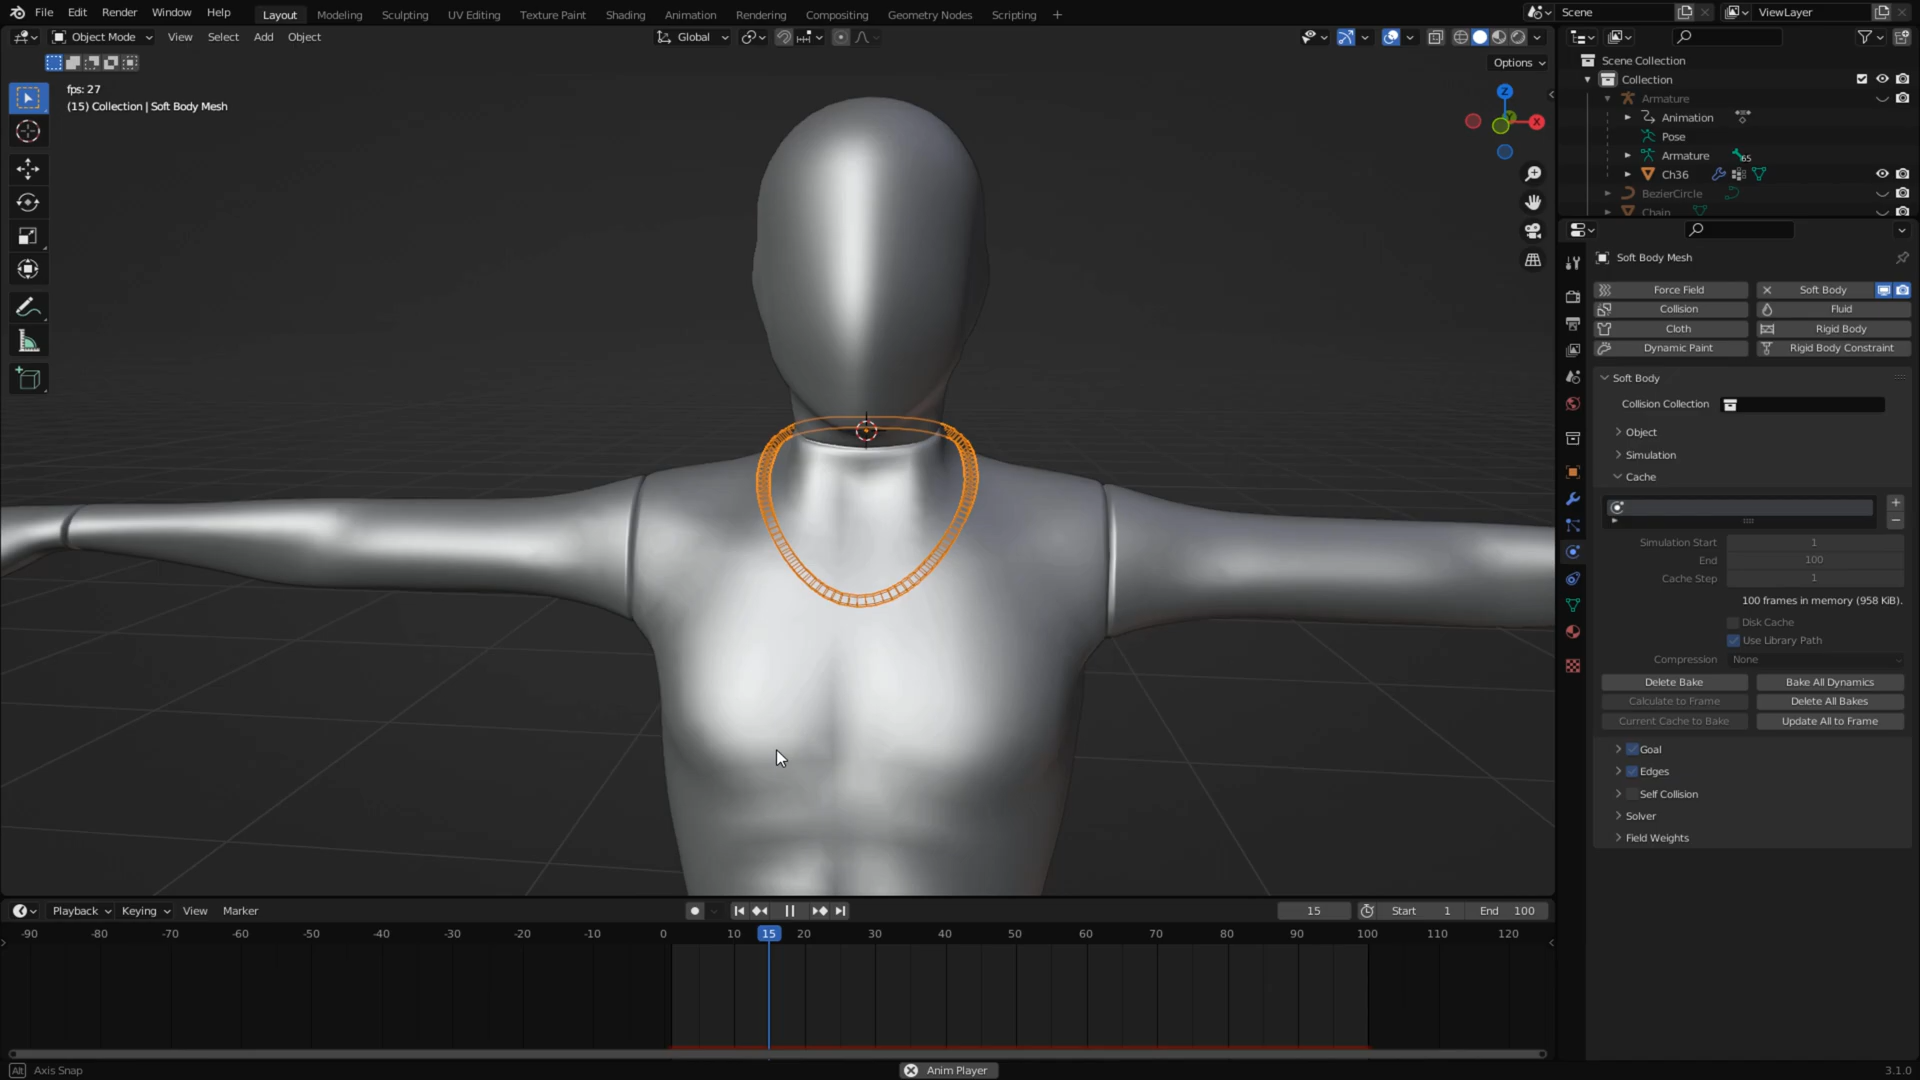 File Edit Render Window Help Layout Modeling Sculpting UV Editing Texture Paint Shading Animation Rendering Compositing Geometry Nodes Scripting + Scene ViewLayer
Object Mode View Select Add Object Global
Options
fps: 27
(15) Collection | Soft Body Mesh
Z
X
Scene Collection
Collection
Armature
Animation
Pose
Armature 65
Ch36
BezierCircle
Chain
Soft Body Mesh
Force Field Soft Body
Collision Fluid
Cloth Rigid Body
Dynamic Paint Rigid Body Constraint
Soft Body
Collision Collection
Object
Simulation
Cache
Simulation Start 1
End 100
Cache Step 1
100 frames in memory (958 KiB).
Disk Cache
Use Library Path
Compression None
Delete Bake Bake All Dynamics
Calculate to Frame Delete All Bakes
Current Cache to Bake Update All to Frame
Goal
Edges
Self Collision
Solver
Field Weights
Playback Keying View Marker 15 Start 1 End 100
-90 -80 -70 -60 -50 -40 -30 -20 -10 0 10 15 20 30 40 50 60 70 80 90 100 110 120
Alt Axis Snap Anim Player 3.1.0